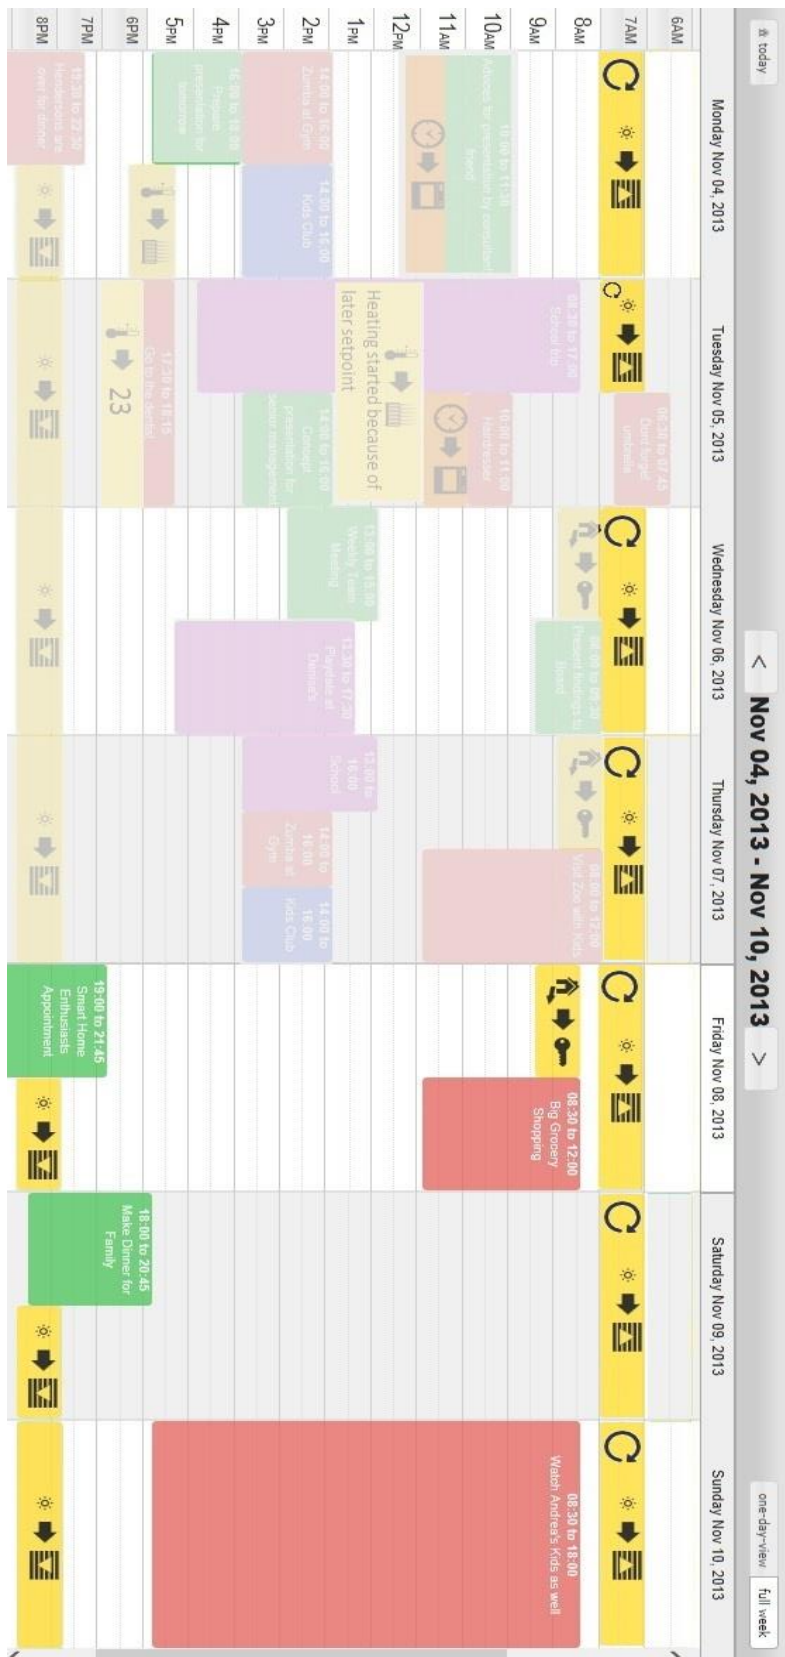 today
< Nov 04, 2013 - Nov 10, 2013 >
one-day-view full week
Monday Nov 04, 2013
Tuesday Nov 05, 2013
Wednesday Nov 06, 2013
Thursday Nov 07, 2013
Friday Nov 08, 2013
Saturday Nov 09, 2013
Sunday Nov 10, 2013
6AM
7AM
8AM
9AM
10AM
11AM
12PM
1PM
2PM
3PM
4PM
5PM
6PM
7PM
8PM
10:00 to 11:30
Advices for presentation by consultant
friend
14:00 to 16:00
Zumba at Gym
14:00 to 16:00
Kids Club
16:00 to 18:00
Prepare
presentation for
tomorrow
19:30 to 22:30
Hendersons are
over for dinner
06:30 to 07:45
Dont forget
umbrella
08:30 to 17:00
School trip
10:00 to 11:00
Hairdresser
Heating started because of
later setpoint
14:00 to 16:00
Concept
presentation for
senior management
17:30 to 18:15
Go to the dentist
23
08:00 to 09:30
Present findings to
Board
13:00 to 15:00
Weekly Team
Meeting
13:30 to 17:30
Playdate at
08:00 to 12:00
Visit Zoo with Kids
13:00 to
16:00
School
14:00 to
16:00
Zumba at
Gym
14:00 to
16:00
Kids Club
08:30 to 12:00
Big Grocery
Shopping
19:00 to 21:45
Smart Home
Enthusiasts
Appointment
18:00 to 20:45
Make Dinner for
Family
08:30 to 18:00
Watch Andrea's Kids as well